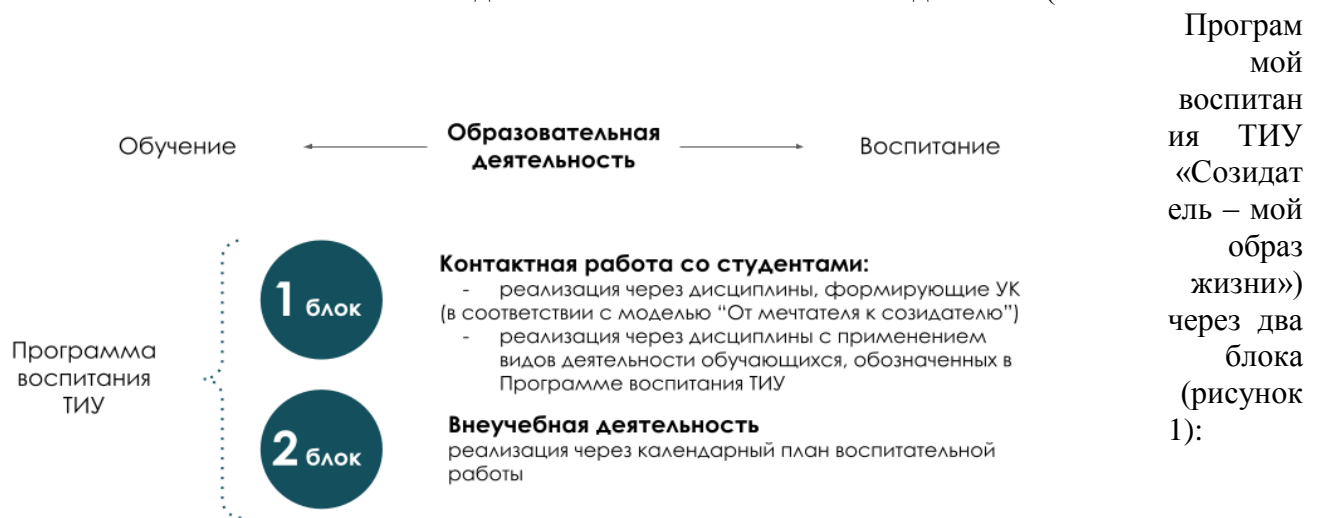 Програм
мой
воспитан
ия ТИУ
«Созидат
ель – мой
образ
жизни»)
через два
блока
(рисунок
1):
Обучение
Образовательная
деятельность
Воспитание
Программа
воспитания
ТИУ
1 блок
Контактная работа со студентами:
- реализация через дисциплины, формирующие УК
(в соответствии с моделью “От мечтателя к созидателю”)
- реализация через дисциплины с применением
видов деятельности обучающихся, обозначенных в
Программе воспитания ТИУ
2 блок
Внеучебная деятельность
реализация через календарный план воспитательной
работы